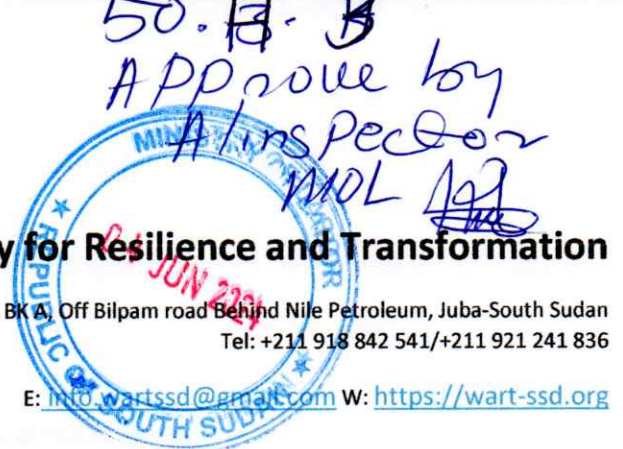 Approve by
A/inspector
MOL
MINISTRY OF LABOR
REPUBLIC OF SOUTH SUDAN
JUN 2024
y for Resilience and Transformation
BK A, Off Bilpam road Behind Nile Petroleum, Juba-South Sudan
Tel: +211 918 842 541/+211 921 241 836
E: info.wartssd@gmail.com W: https://wart-ssd.org